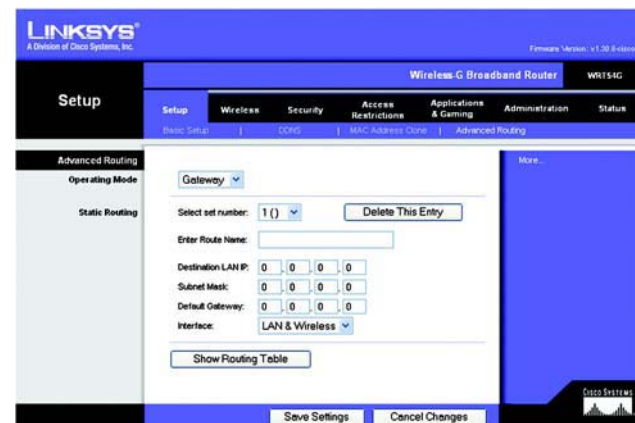 LINKSYS®
A Division of Cisco Systems, Inc.
Firmware Version: v1.30.8-cisco
Wireless-G Broadband Router WRT54G
Setup
Setup Wireless Security Access Restrictions Applications & Gaming Administration Status
Basic Setup | DDNS | MAC Address Clone | Advanced Routing
Advanced Routing
More...
Operating Mode
Gateway
Static Routing
Select set number: 1 () Delete This Entry
Enter Route Name:
Destination LAN IP: 0 . 0 . 0 . 0
Subnet Mask: 0 . 0 . 0 . 0
Default Gateway: 0 . 0 . 0 . 0
Interface: LAN & Wireless
Show Routing Table
Save Settings Cancel Changes
CISCO SYSTEMS